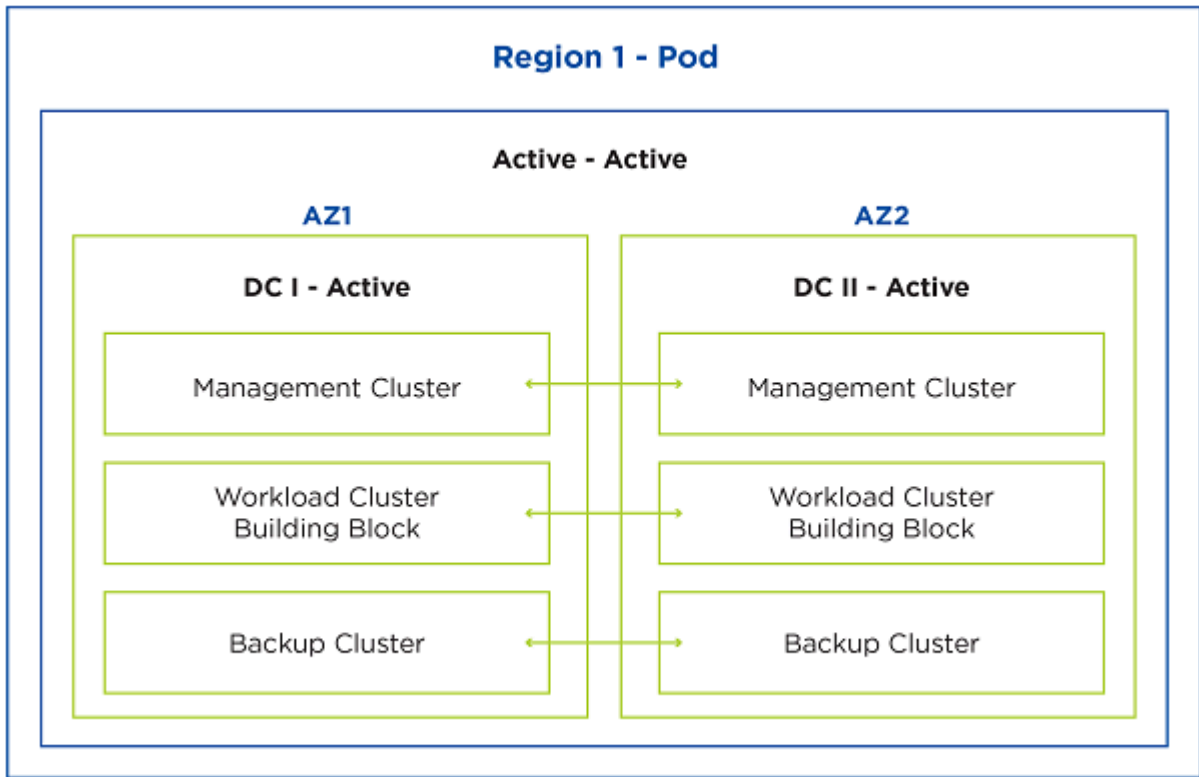 Region 1 - Pod
Active - Active
AZ1
AZ2
DC I - Active
DC II - Active
Management Cluster
Management Cluster
Workload Cluster
Building Block
Workload Cluster
Building Block
Backup Cluster
Backup Cluster